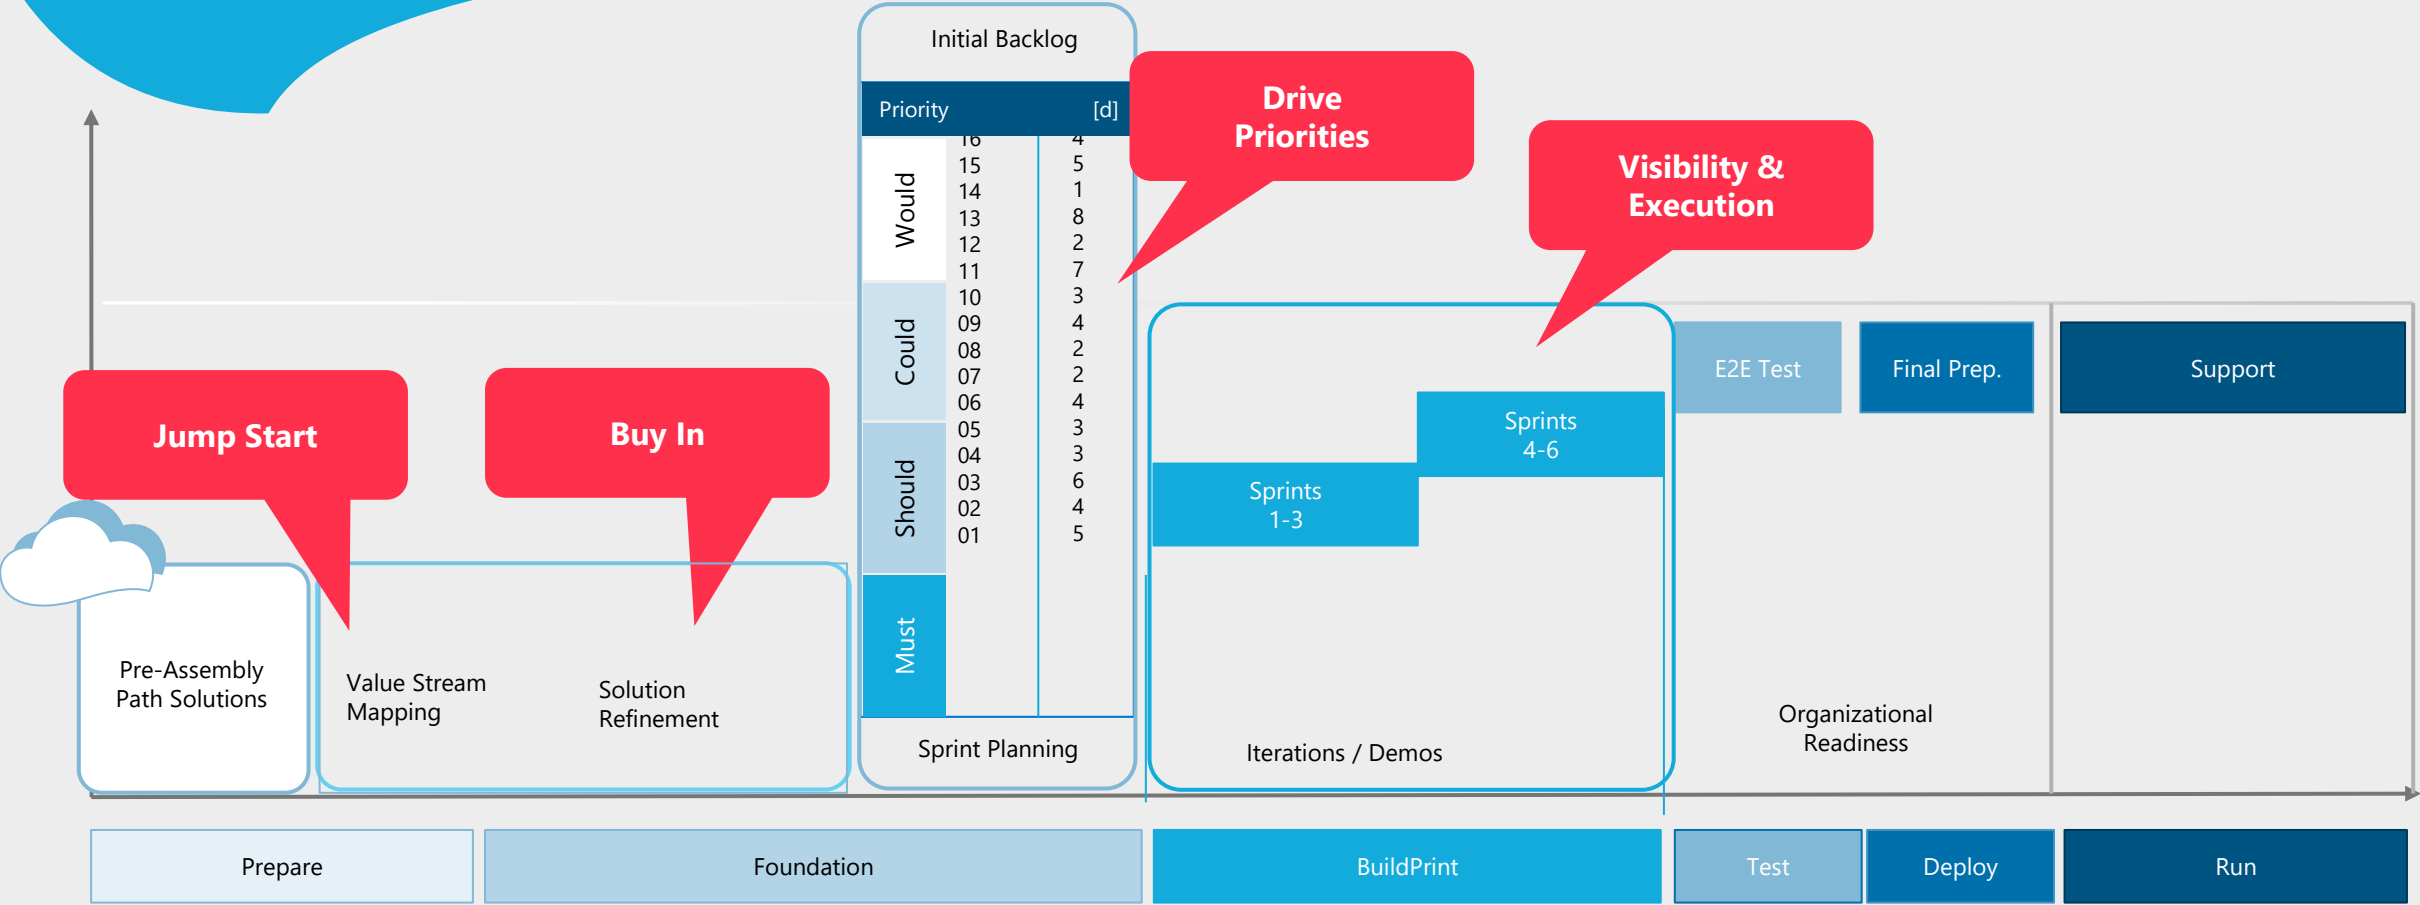 Initial Backlog
Priority [d]
16 4
15 5
14 1
13 8
12 2
11 7
10 3
09 4
08 2
07 2
06 4
05 3
04 3
03 6
02 4
01 5
Would
Could
Should
Must
Sprint Planning
Drive
Priorities
Visibility &
Execution
Jump Start
Buy In
Pre-Assembly
Path Solutions
Value Stream
Mapping
Solution
Refinement
Sprints
1-3
Sprints
4-6
Iterations / Demos
E2E Test
Final Prep.
Support
Organizational
Readiness
Prepare
Foundation
BuildPrint
Test
Deploy
Run